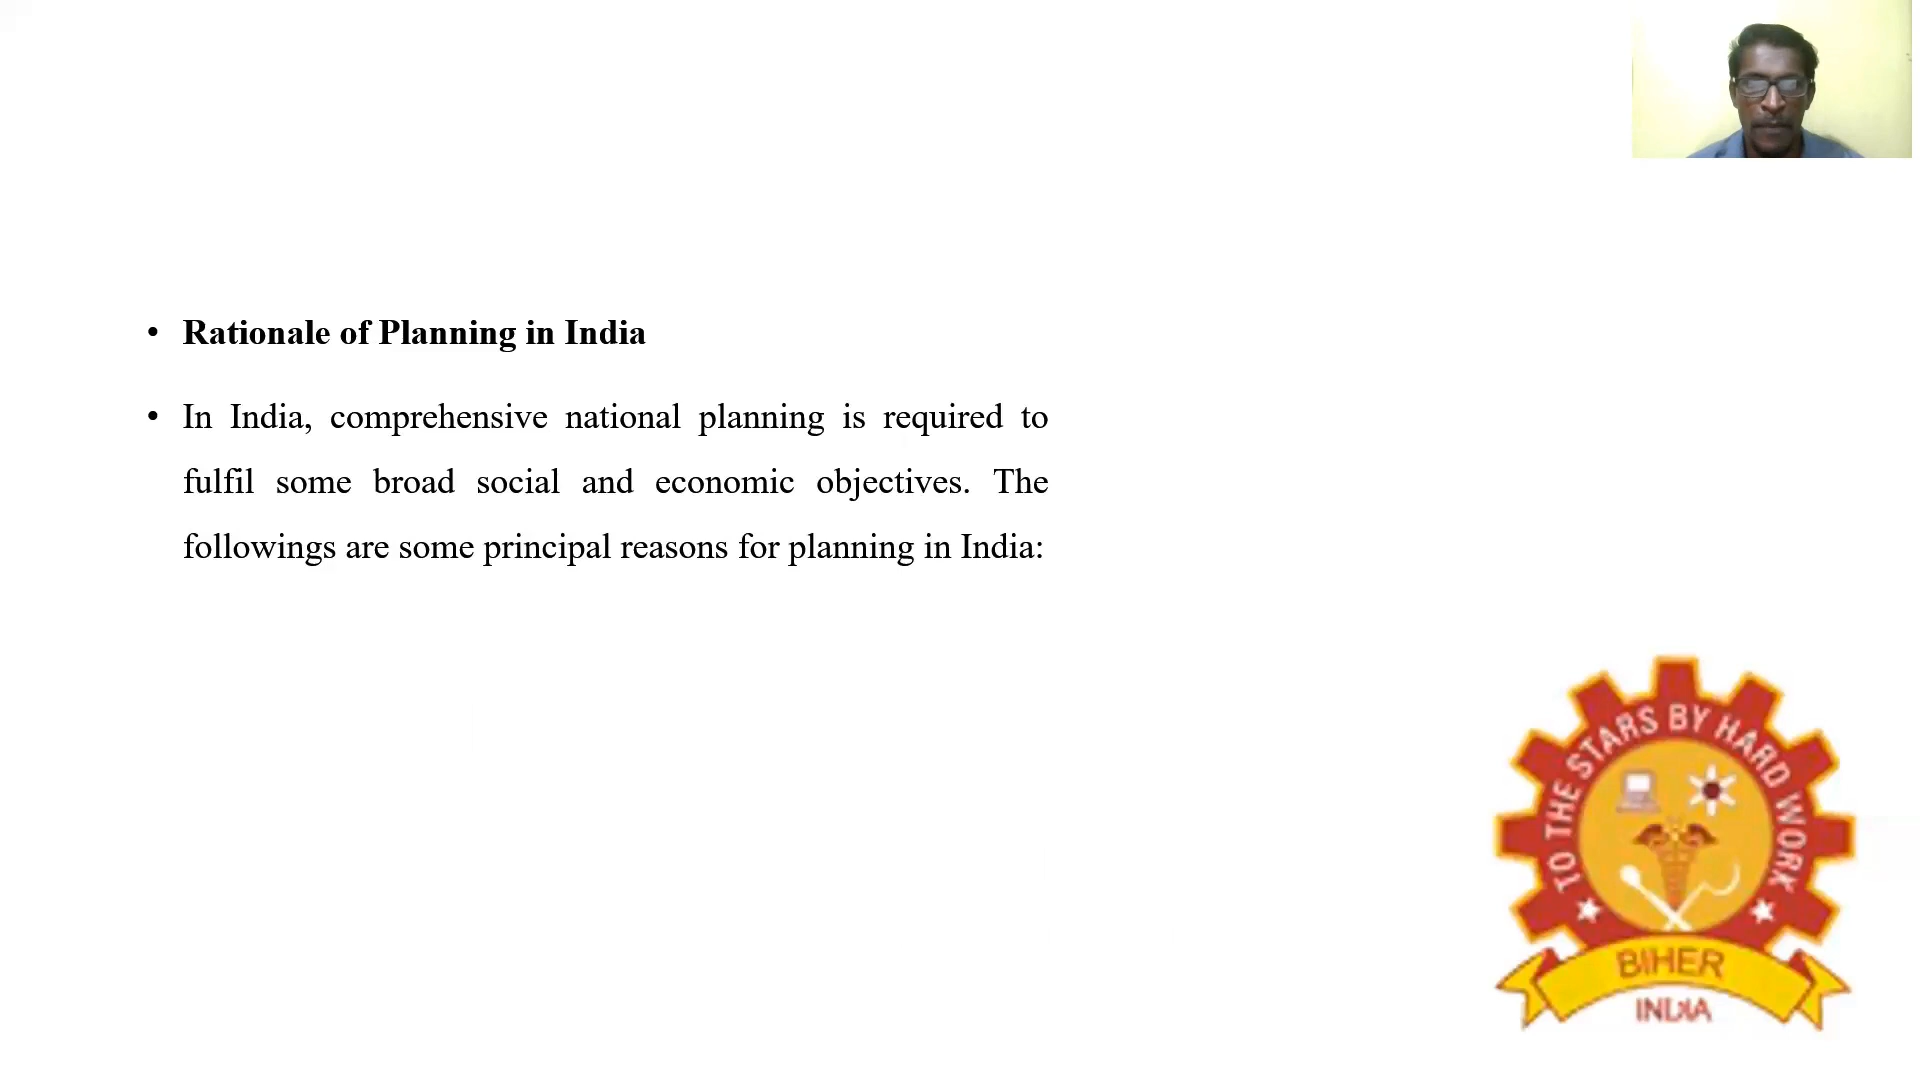 • Rationale of Planning in India
• In India, comprehensive national planning is required to
fulfil some broad social and economic objectives. The
followings are some principal reasons for planning in India:
TO THE STARS BY HARD WORK
BIHER
INDIA